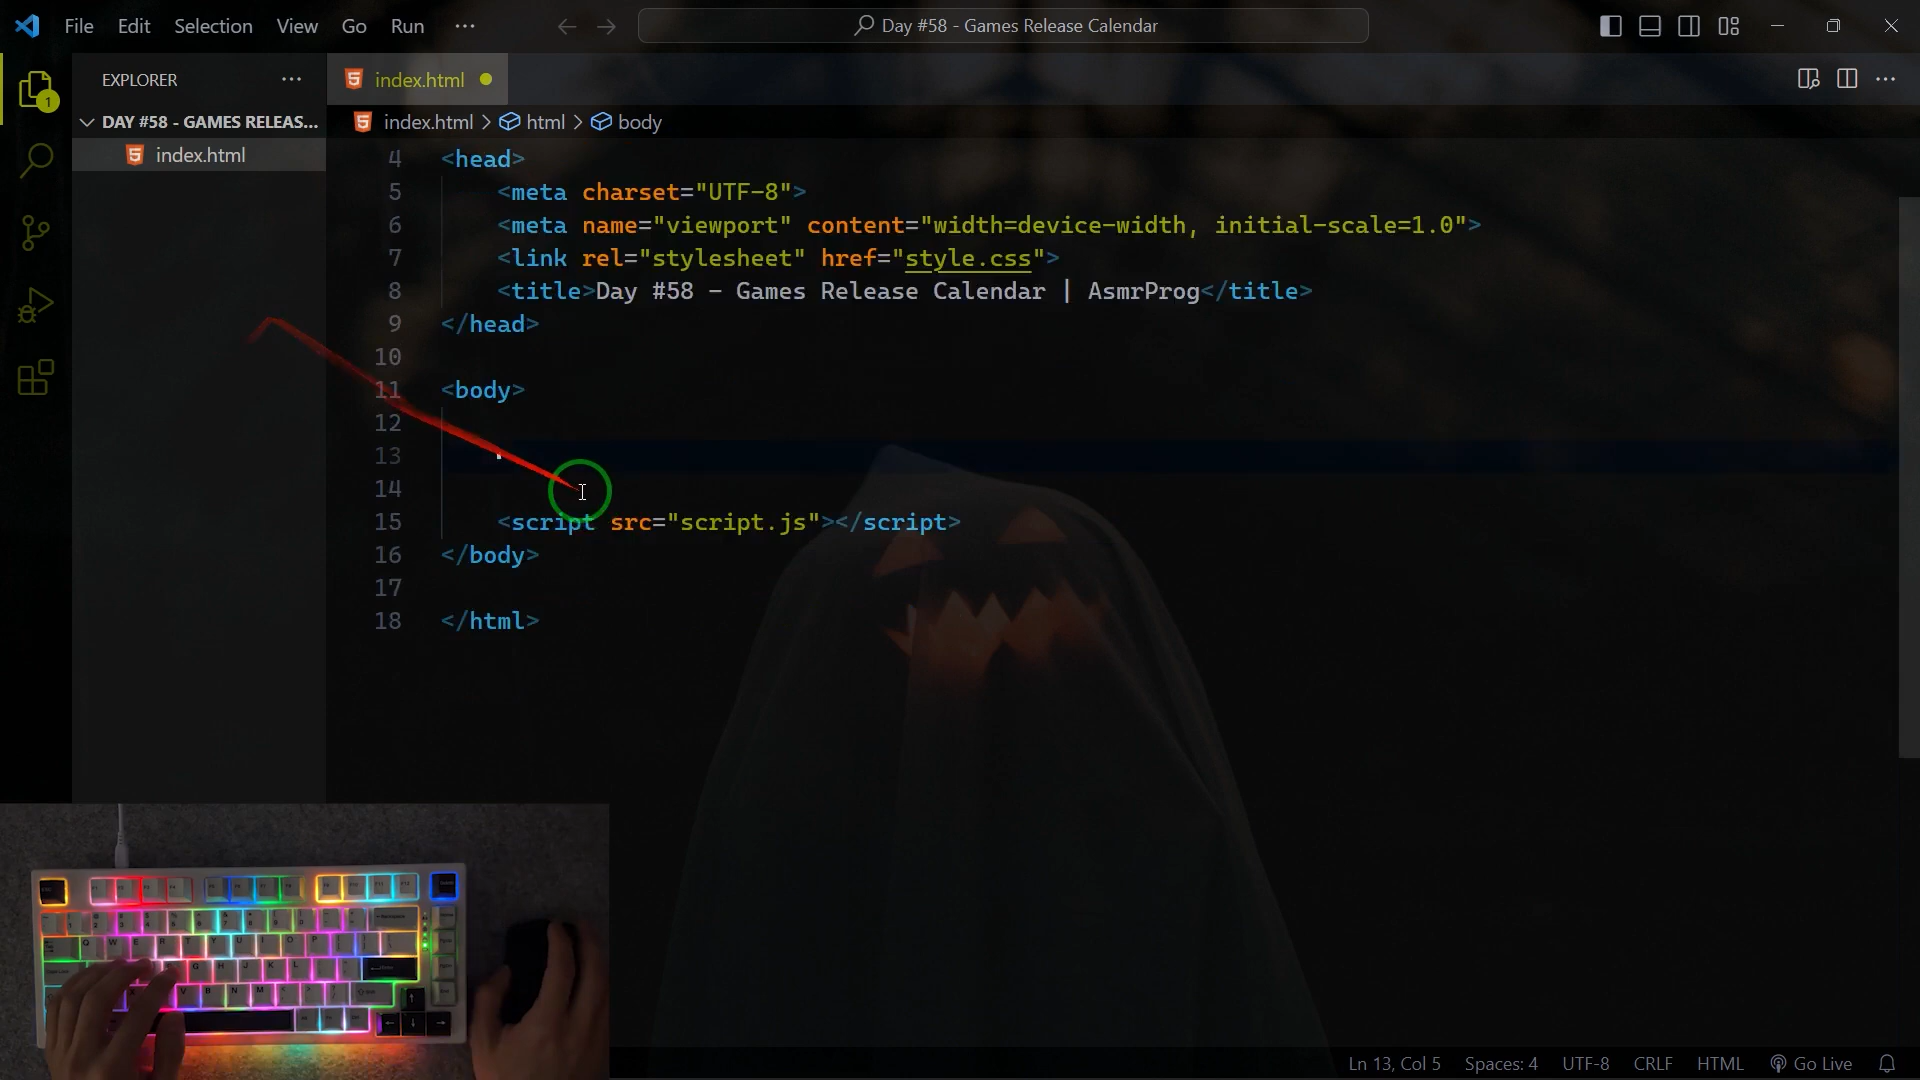 File Edit Selection View Go Run ···
Day #58 - Games Release Calendar
EXPLORER ···
index.html
DAY #58 - GAMES RELEAS...
index.html > html > body
index.html
1
4 <head>
5 <meta charset="UTF-8">
6 <meta name="viewport" content="width=device-width, initial-scale=1.0">
7 <link rel="stylesheet" href="style.css">
8 <title>Day #58 - Games Release Calendar | AsmrProg</title>
9 </head>
10
11 <body>
12
13
14
15 <script src="script.js"></script>
16 </body>
17
18 </html>
Q W E R T Y U I O P
G H J K L
V B N M
Ln 13, Col 5 Spaces: 4 UTF-8 CRLF HTML Go Live